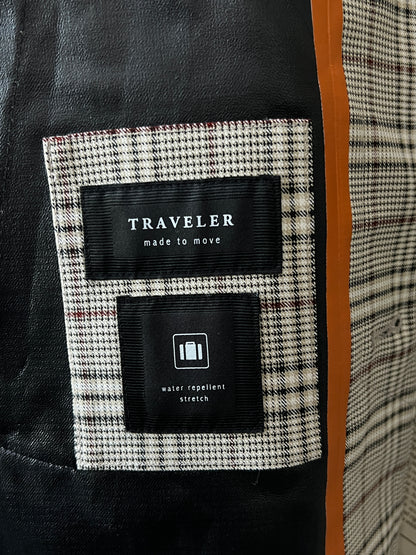 TRAVELER
made to move
water repellent
stretch